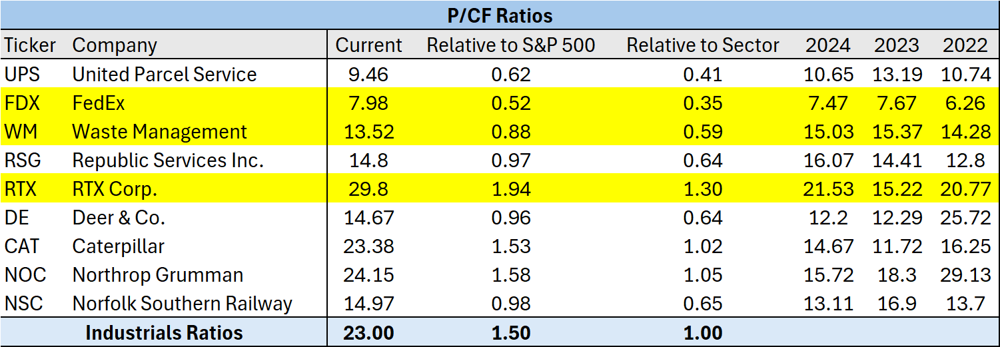 P/CF Ratios
Ticker Company Current Relative to S&P 500 Relative to Sector 2024 2023 2022
UPS United Parcel Service 9.46 0.62 0.41 10.65 13.19 10.74
FDX FedEx 7.98 0.52 0.35 7.47 7.67 6.26
WM Waste Management 13.52 0.88 0.59 15.03 15.37 14.28
RSG Republic Services Inc. 14.8 0.97 0.64 16.07 14.41 12.8
RTX RTX Corp. 29.8 1.94 1.30 21.53 15.22 20.77
DE Deer & Co. 14.67 0.96 0.64 12.2 12.29 25.72
CAT Caterpillar 23.38 1.53 1.02 14.67 11.72 16.25
NOC Northrop Grumman 24.15 1.58 1.05 15.72 18.3 29.13
NSC Norfolk Southern Railway 14.97 0.98 0.65 13.11 16.9 13.7
Industrials Ratios 23.00 1.50 1.00